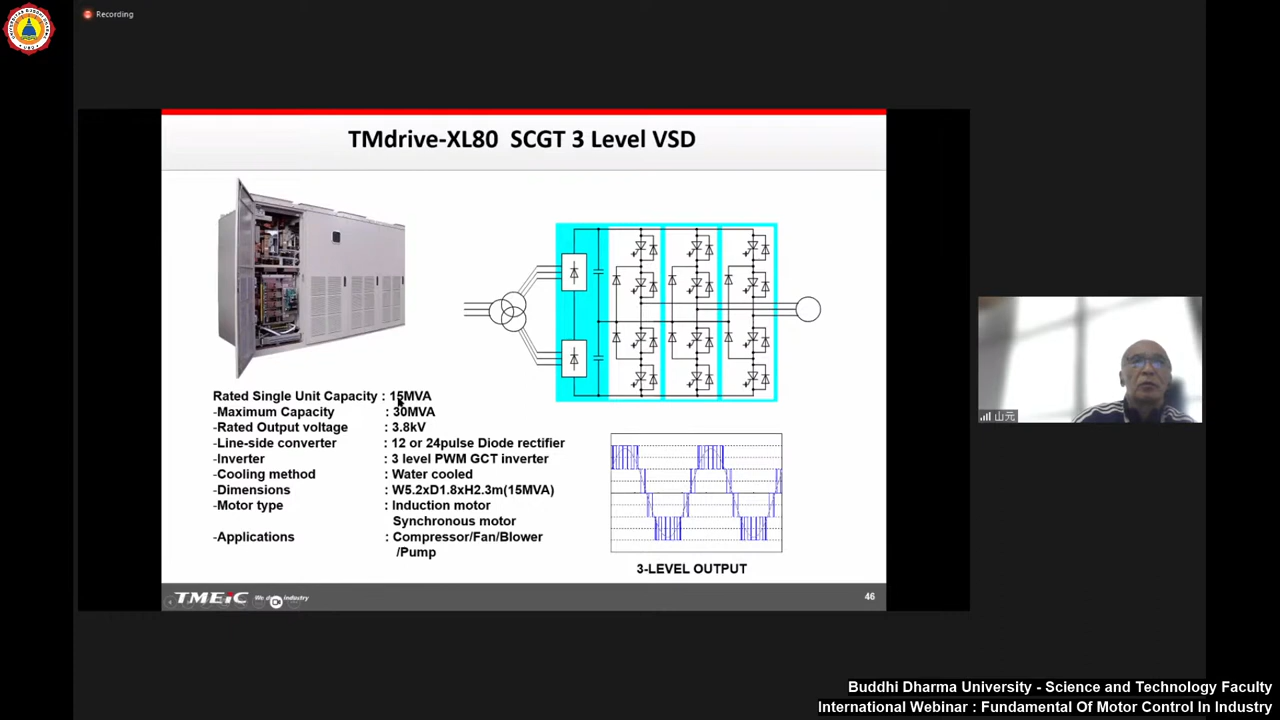 Recording
TMdrive-XL80 SCGT 3 Level VSD
Rated Single Unit Capacity : 15MVA
-Maximum Capacity : 30MVA
-Rated Output voltage : 3.8kV
-Line-side converter : 12 or 24pulse Diode rectifier
-Inverter : 3 level PWM GCT inverter
-Cooling method : Water cooled
-Dimensions : W5.2xD1.8xH2.3m(15MVA)
-Motor type : Induction motor
Synchronous motor
-Applications : Compressor/Fan/Blower
/Pump
3-LEVEL OUTPUT
TMEiC We industry
46
山元
Buddhi Dharma University - Science and Technology Faculty
International Webinar : Fundamental Of Motor Control In Industry